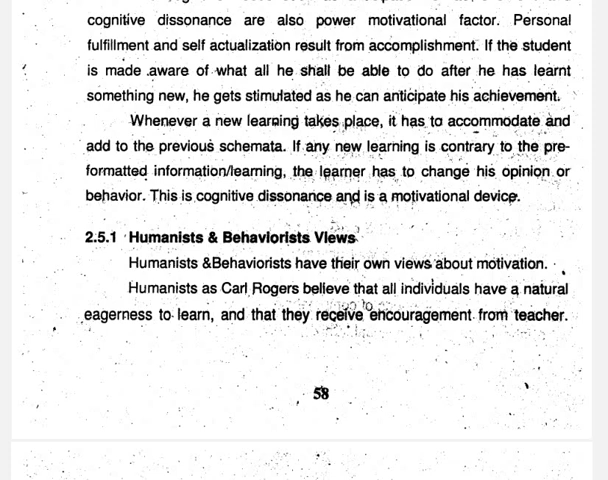 cognitive dissonance are also power motivational factor. Personal
fulfillment and self actualization result from accomplishment. If the student
is made aware of what all he shall be able to do after he has learnt
something new, he gets stimulated as he can anticipate his achievement.
Whenever a new learning takes place, it has to accommodate and
add to the previous schemata. If any new learning is contrary to the pre-
formatted information/learning, the learner has to change his opinion or
behavior. This is cognitive dissonance and is a motivational device.
2.5.1 Humanists & Behaviorists Views
Humanists &Behaviorists have their own views about motivation.
Humanists as Carl Rogers believe that all individuals have a natural
eagerness to learn, and that they receive encouragement from teacher.
58